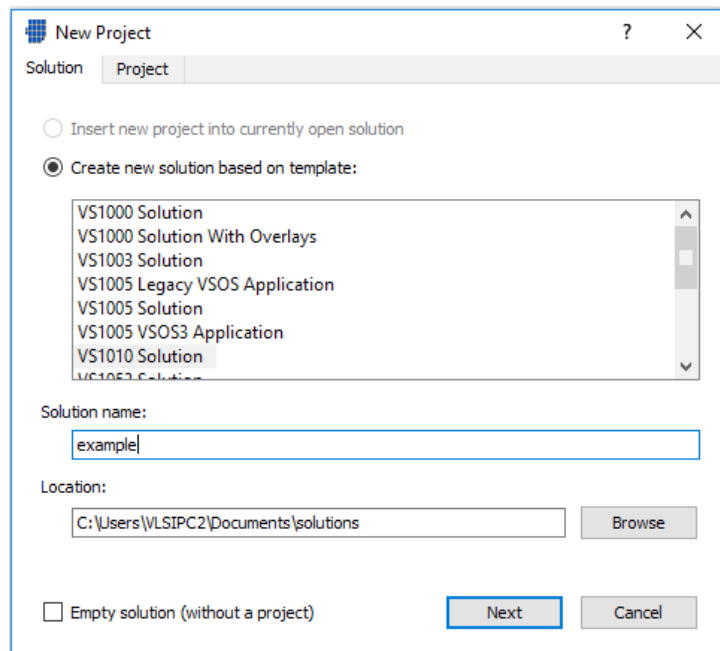 New Project
Solution Project
Insert new project into currently open solution
Create new solution based on template:
VS1000 Solution
VS1000 Solution With Overlays
VS1003 Solution
VS1005 Legacy VSOS Application
VS1005 Solution
VS1005 VSOS3 Application
VS1010 Solution
VS1053 Solution
Solution name:
example
Location:
C:\Users\VLSIPC2\Documents\solutions Browse
Empty solution (without a project) Next Cancel